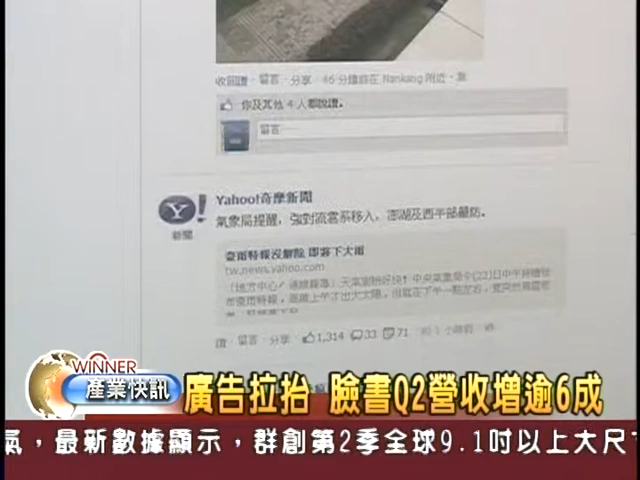 收回讚 · 留言 · 分享 · 46 分鐘前在 Nankang 附近 ·
你及其他 4 人都說讚。
留言
Yahoo!奇摩新聞
Y!
氣象局提醒，強對流雲系移入，澎湖及西半部嚴防。
新聞
豪雨特報沒解除 即將下大雨
tw.news.yahoo.com
讚 · 留言 · 分享 · 1,314 33 71
WINNER
產業快訊
廣告拉抬 臉書Q2營收增逾6成
氣，最新數據顯示，群創第2季全球9.1吋以上大尺